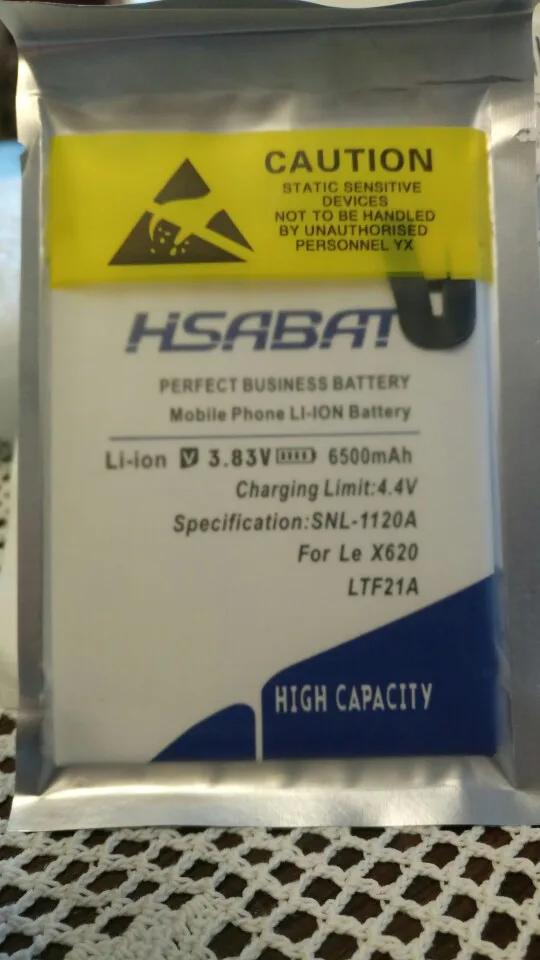 CAUTION
STATIC SENSITIVE
DEVICES
NOT TO BE HANDLED
BY UNAUTHORISED
PERSONNEL YX
HSABAT
PERFECT BUSINESS BATTERY
Mobile Phone LI-ION Battery
Li-ion V 3.83V 6500mAh
Charging Limit:4.4V
Specification:SNL-1120A
For Le X620
LTF21A
HIGH CAPACITY